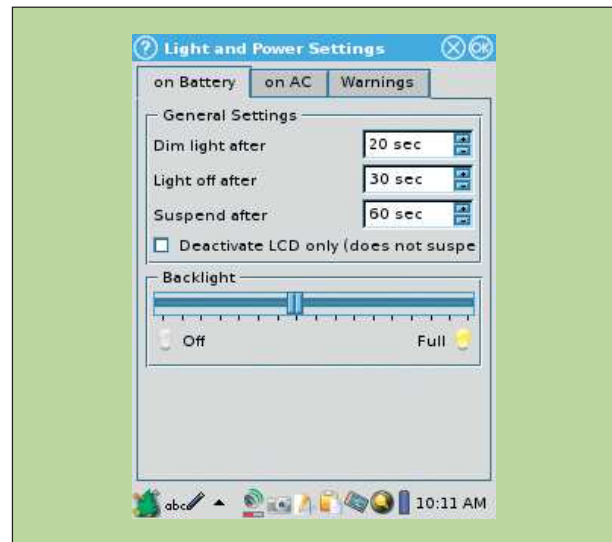 ? Light and Power Settings OK
on Battery on AC Warnings
General Settings
Dim light after 20 sec
Light off after 30 sec
Suspend after 60 sec
Deactivate LCD only (does not suspe
Backlight
Off Full
abc 10:11 AM